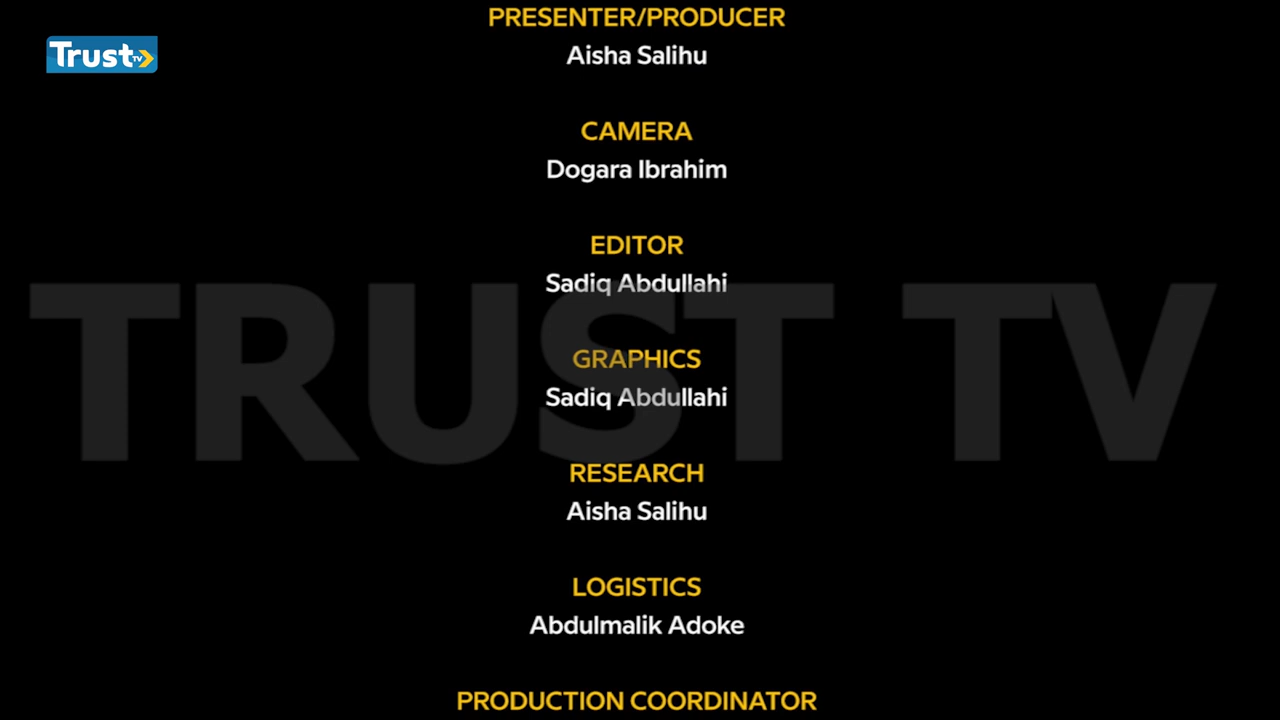 PRESENTER/PRODUCER
Trust TV
Aisha Salihu
CAMERA
Dogara Ibrahim
EDITOR
Sadiq Abdullahi
TRUST TV
GRAPHICS
Sadiq Abdullahi
RESEARCH
Aisha Salihu
LOGISTICS
Abdulmalik Adoke
PRODUCTION COORDINATOR